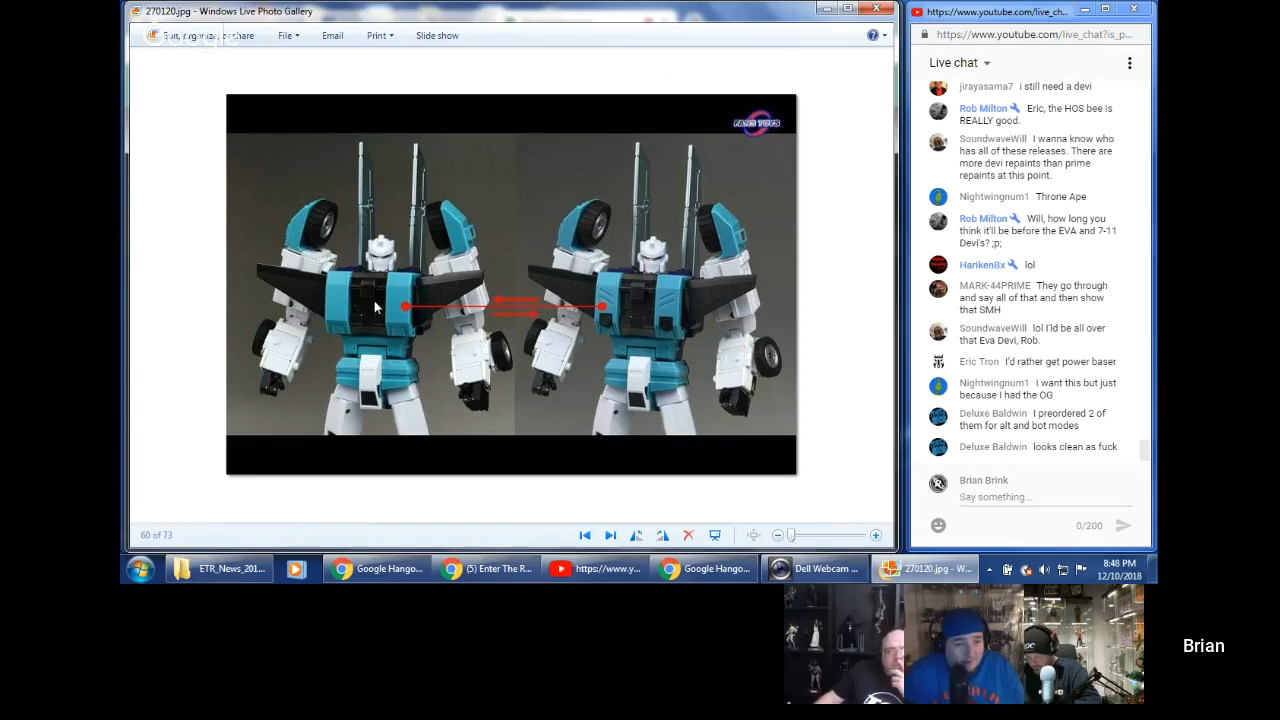 270120.jpg - Windows Live Photo Gallery
Google
share
File
Email
Print
Slide show
FANS TOYS
60 of 73
https://www.youtube.com/live_ch...
https://www.youtube.com/live_chat?is_p...
Live chat
jirayasama7 i still need a devi
Rob Milton Eric, the HOS bee is
REALLY good.
SoundwaveWill I wanna know who
has all of these releases. There are
more devi repaints than prime
repaints at this point.
Nightwingnum1 Throne Ape
Rob Milton Will, how long you
think it'll be before the EVA and 7-11
Devi's? ;p;
HarikenBx lol
MARK-44PRIME They go through
and say all of that and then show
that SMH
SoundwaveWill lol I'd be all over
that Eva Devi, Rob.
Eric Tron I'd rather get power baser
Nightwingnum1 I want this but just
because I had the OG
Deluxe Baldwin I preordered 2 of
them for alt and bot modes
Deluxe Baldwin looks clean as fuck
Brian Brink
Say something...
0/200
ETR_News_201...
Google Hango...
(5) Enter The R...
https://www.y...
Google Hango...
Dell Webcam ...
270120.jpg - W...
8:48 PM
12/10/2018
Brian